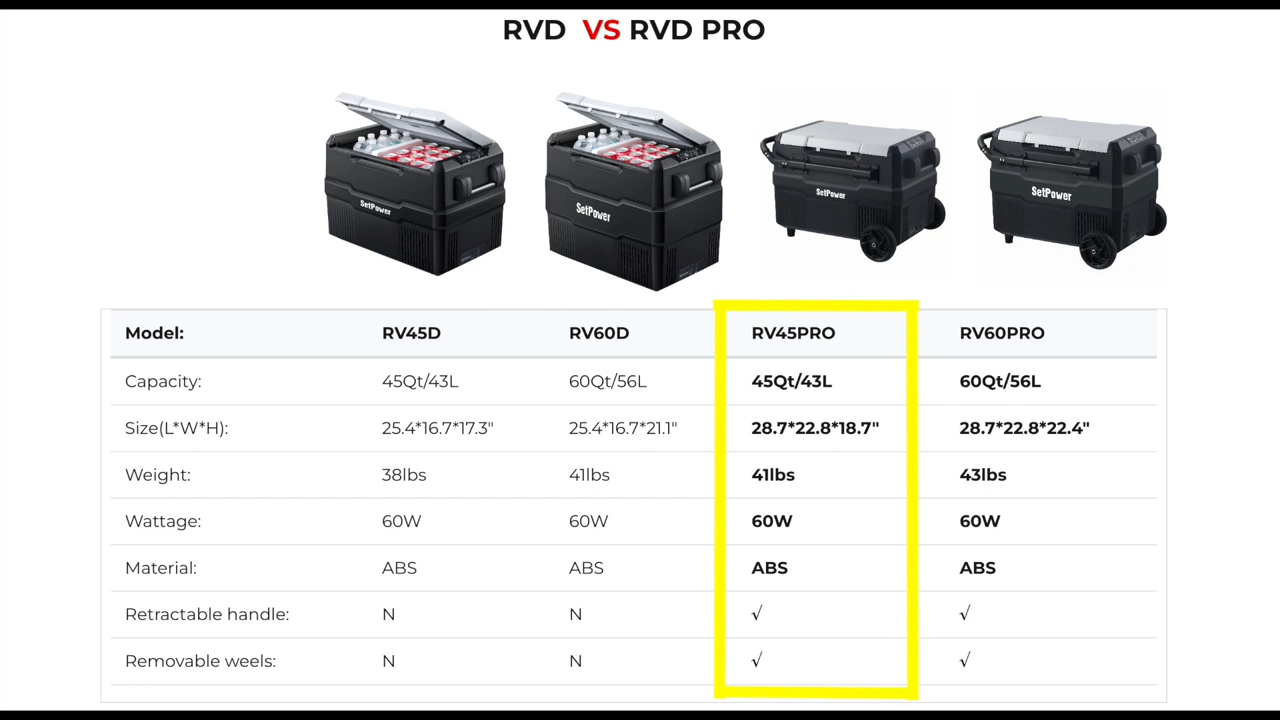 RVD VS RVD PRO
SetPower
SetPower
SetPower
SetPower
Model: RV45D RV60D RV45PRO RV60PRO
Capacity: 45Qt/43L 60Qt/56L 45Qt/43L 60Qt/56L
Size(L*W*H): 25.4*16.7*17.3" 25.4*16.7*21.1" 28.7*22.8*18.7" 28.7*22.8*22.4"
Weight: 38lbs 41lbs 41lbs 43lbs
Wattage: 60W 60W 60W 60W
Material: ABS ABS ABS ABS
Retractable handle: N N √ √
Removable weels: N N √ √